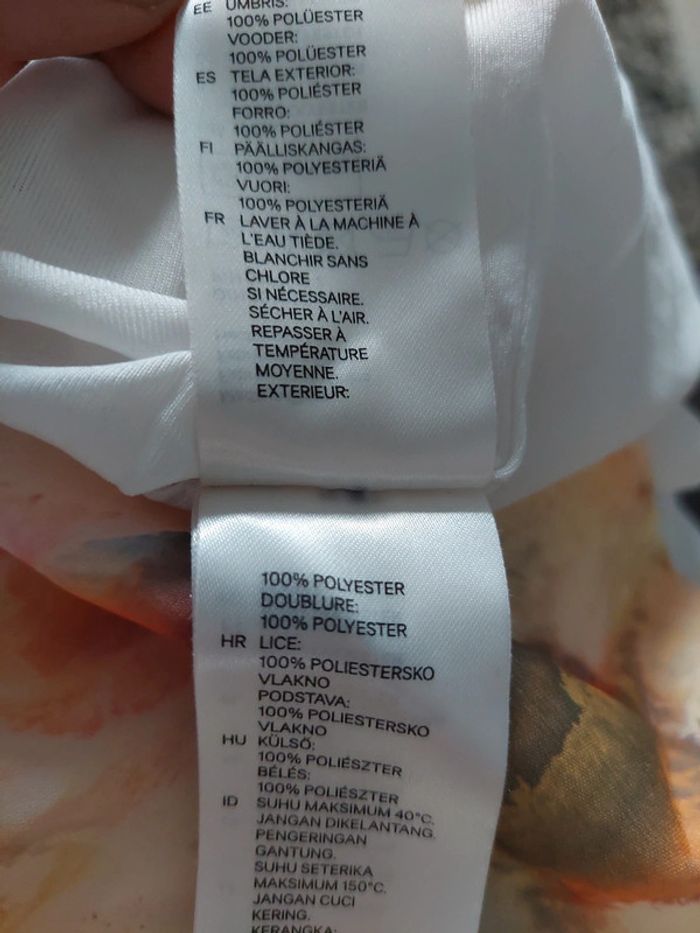 EE UMBRIS:
100% POLÜESTER
VOODER:
100% POLÜESTER
ES TELA EXTERIOR:
100% POLIÉSTER
FORRO:
100% POLIÉSTER
FI PÄÄLLISKANGAS:
100% POLYESTERIÄ
VUORI:
100% POLYESTERIÄ
FR LAVER À LA MACHINE À
L'EAU TIÈDE.
BLANCHIR SANS
CHLORE
SI NÉCESSAIRE.
SÉCHER À L'AIR.
REPASSER À
TEMPÉRATURE
MOYENNE.
EXTERIEUR:
100% POLYESTER
DOUBLURE:
100% POLYESTER
HR LICE:
100% POLIESTERSKO
VLAKNO
PODSTAVA:
100% POLIESTERSKO
VLAKNO
HU KÜLSŐ:
100% POLIÉSZTER
BÉLÉS:
100% POLIÉSZTER
ID SUHU MAKSIMUM 40°C.
JANGAN DIKELANTANG.
PENGERINGAN
GANTUNG.
SUHU SETERIKA
MAKSIMUM 150°C.
JANGAN CUCI
KERING.
KERANGKA: